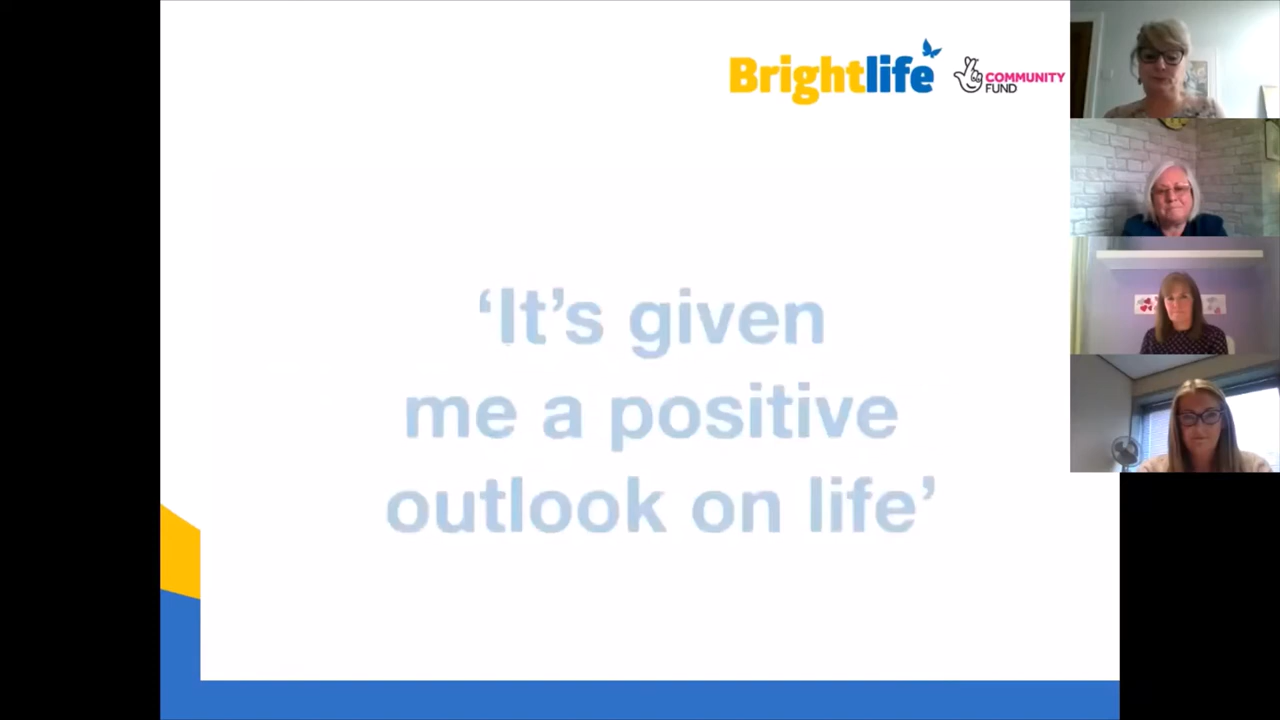 Brightlife
COMMUNITY
FUND
‘It’s given
me a positive
outlook on life’